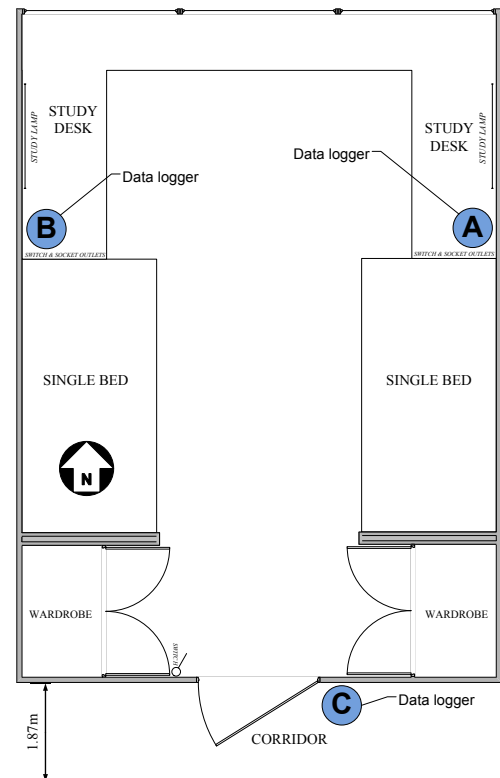 STUDY
DESK
STUDY LAMP
Data logger
B
SWITCH & SOCKET OUTLETS
Data logger
STUDY
DESK
STUDY LAMP
A
SWITCH & SOCKET OUTLETS
SINGLE BED
SINGLE BED
N
WARDROBE
WARDROBE
SWITCH
C
Data logger
CORRIDOR
1.87m